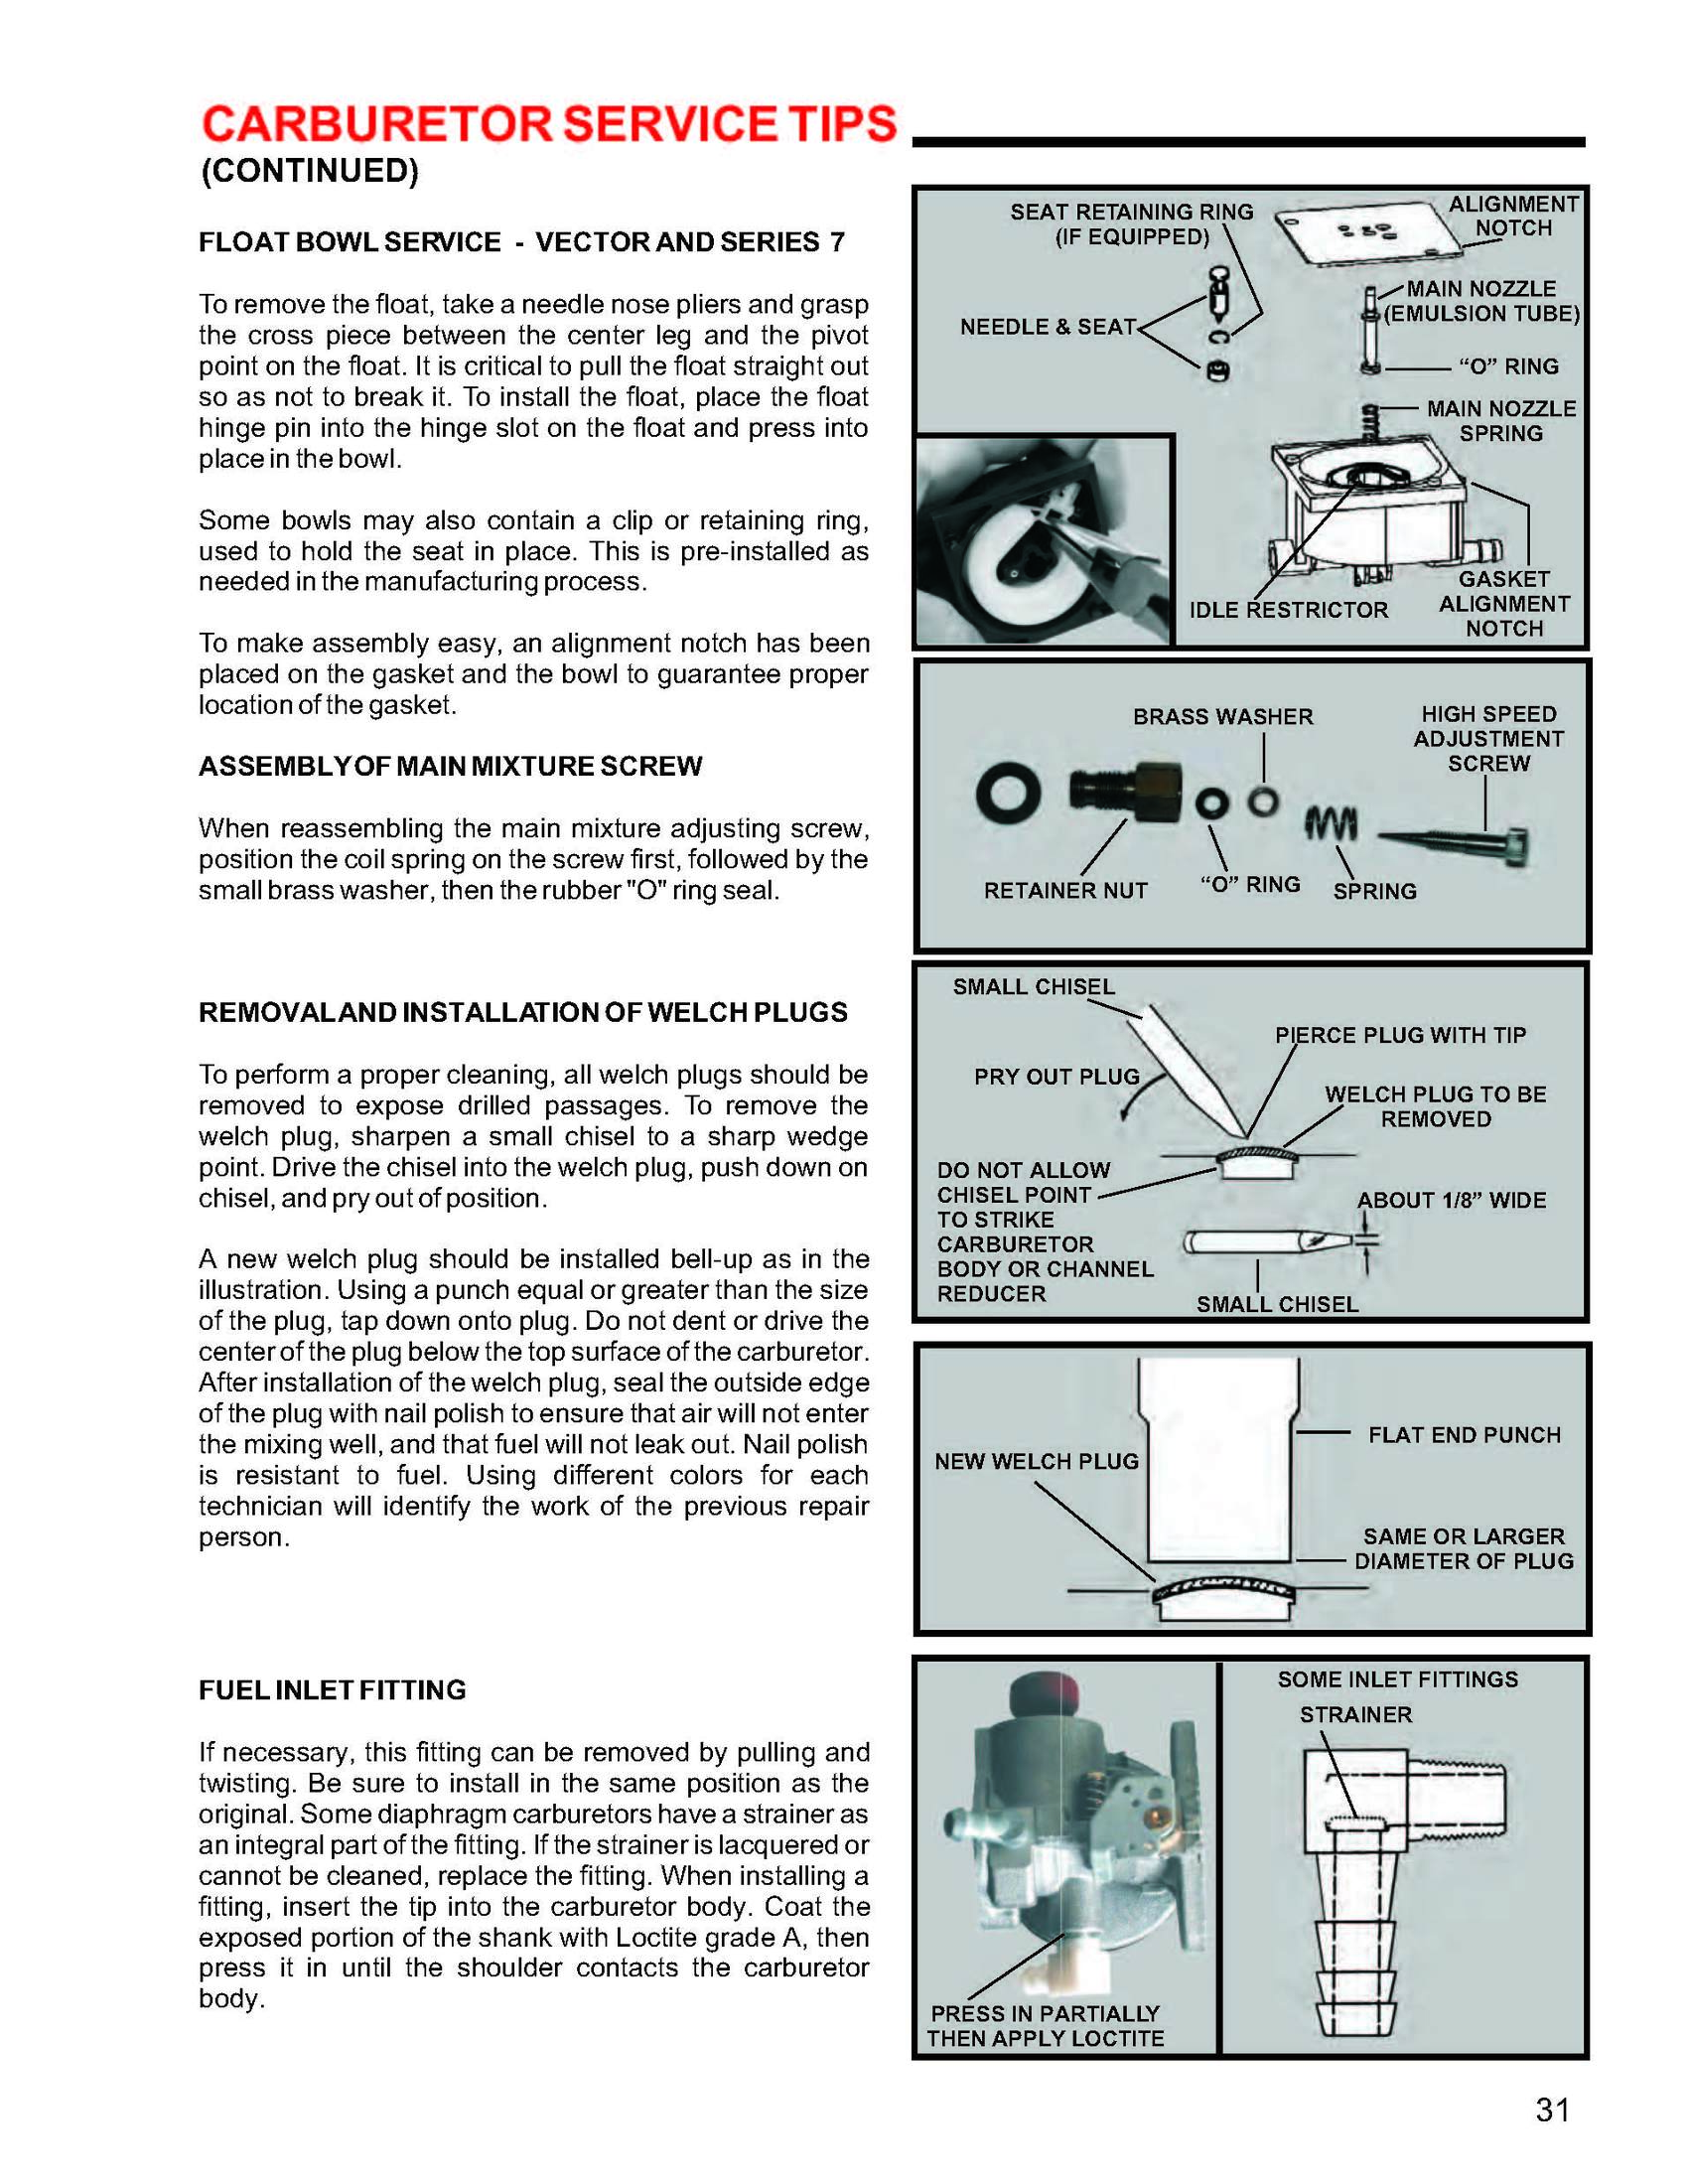 CARBURETOR SERVICE TIPS
(CONTINUED)
FLOAT BOWL SERVICE - VECTOR AND SERIES 7
To remove the float, take a needle nose pliers and grasp
the cross piece between the center leg and the pivot
point on the float. It is critical to pull the float straight out
so as not to break it. To install the float, place the float
hinge pin into the hinge slot on the float and press into
place in the bowl.
Some bowls may also contain a clip or retaining ring,
used to hold the seat in place. This is pre-installed as
needed in the manufacturing process.
To make assembly easy, an alignment notch has been
placed on the gasket and the bowl to guarantee proper
location of the gasket.
ASSEMBLY OF MAIN MIXTURE SCREW
When reassembling the main mixture adjusting screw,
position the coil spring on the screw first, followed by the
small brass washer, then the rubber "O" ring seal.
REMOVAL AND INSTALLATION OF WELCH PLUGS
To perform a proper cleaning, all welch plugs should be
removed to expose drilled passages. To remove the
welch plug, sharpen a small chisel to a sharp wedge
point. Drive the chisel into the welch plug, push down on
chisel, and pry out of position.
A new welch plug should be installed bell-up as in the
illustration. Using a punch equal or greater than the size
of the plug, tap down onto plug. Do not dent or drive the
center of the plug below the top surface of the carburetor.
After installation of the welch plug, seal the outside edge
of the plug with nail polish to ensure that air will not enter
the mixing well, and that fuel will not leak out. Nail polish
is resistant to fuel. Using different colors for each
technician will identify the work of the previous repair
person.
FUEL INLET FITTING
If necessary, this fitting can be removed by pulling and
twisting. Be sure to install in the same position as the
original. Some diaphragm carburetors have a strainer as
an integral part of the fitting. If the strainer is lacquered or
cannot be cleaned, replace the fitting. When installing a
fitting, insert the tip into the carburetor body. Coat the
exposed portion of the shank with Loctite grade A, then
press it in until the shoulder contacts the carburetor
body.
SEAT RETAINING RING
(IF EQUIPPED)
ALIGNMENT
NOTCH
NEEDLE & SEAT
MAIN NOZZLE
(EMULSION TUBE)
“O” RING
MAIN NOZZLE
SPRING
IDLE RESTRICTOR
GASKET
ALIGNMENT
NOTCH
BRASS WASHER
HIGH SPEED
ADJUSTMENT
SCREW
RETAINER NUT
“O” RING
SPRING
SMALL CHISEL
PIERCE PLUG WITH TIP
PRY OUT PLUG
WELCH PLUG TO BE
REMOVED
DO NOT ALLOW
CHISEL POINT
TO STRIKE
CARBURETOR
BODY OR CHANNEL
REDUCER
ABOUT 1/8” WIDE
SMALL CHISEL
FLAT END PUNCH
NEW WELCH PLUG
SAME OR LARGER
DIAMETER OF PLUG
SOME INLET FITTINGS
STRAINER
PRESS IN PARTIALLY
THEN APPLY LOCTITE
31